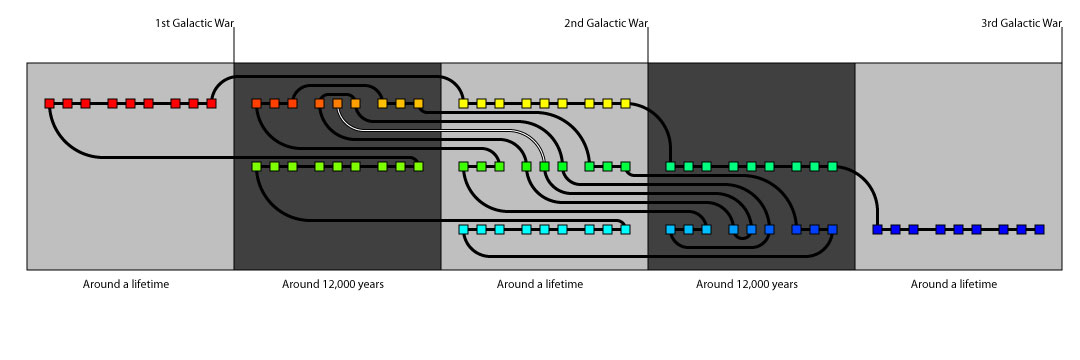 1st Galactic War
2nd Galactic War
3rd Galactic War
Around a lifetime
Around 12,000 years
Around a lifetime
Around 12,000 years
Around a lifetime